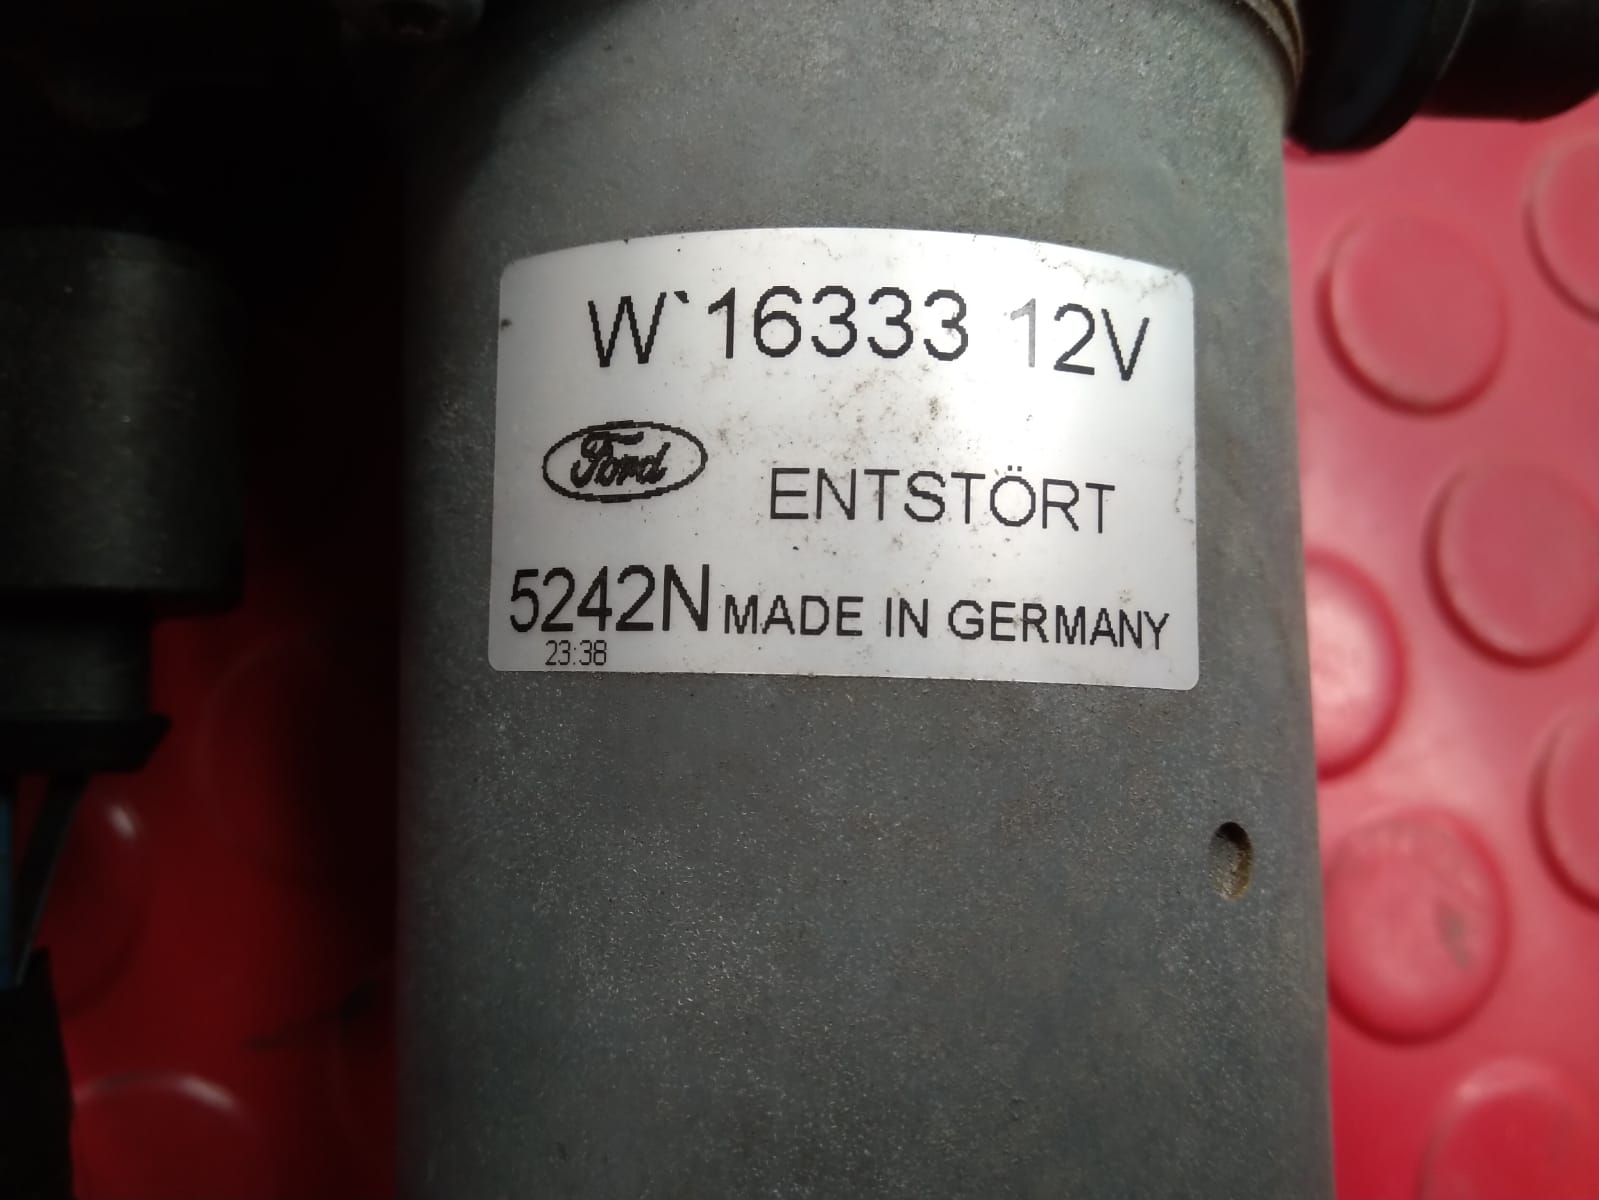 W`16333 12V
Ford
ENTSTÖRT
5242N MADE IN GERMANY
23:38